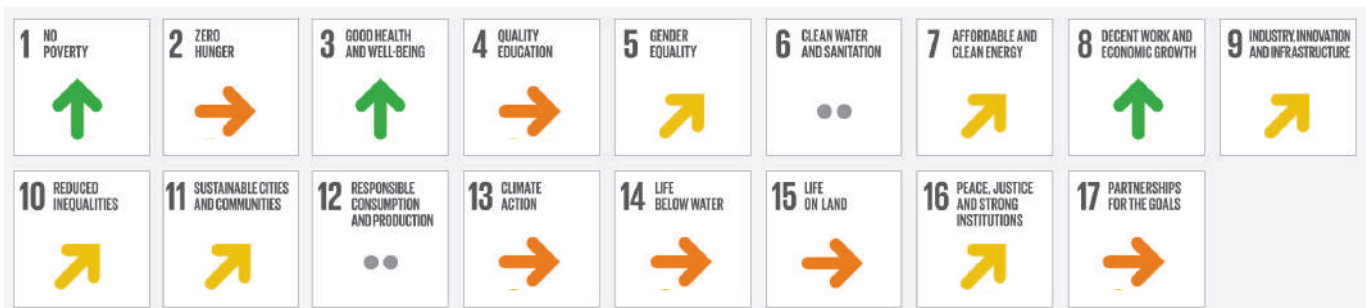 1 NO
POVERTY
2 ZERO
HUNGER
3 GOOD HEALTH
AND WELL-BEING
4 QUALITY
EDUCATION
5 GENDER
EQUALITY
6 CLEAN WATER
AND SANITATION
7 AFFORDABLE AND
CLEAN ENERGY
8 DECENT WORK AND
ECONOMIC GROWTH
9 INDUSTRY, INNOVATION
AND INFRASTRUCTURE
10 REDUCED
INEQUALITIES
11 SUSTAINABLE CITIES
AND COMMUNITIES
12 RESPONSIBLE
CONSUMPTION
AND PRODUCTION
13 CLIMATE
ACTION
14 LIFE
BELOW WATER
15 LIFE
ON LAND
16 PEACE, JUSTICE
AND STRONG
INSTITUTIONS
17 PARTNERSHIPS
FOR THE GOALS